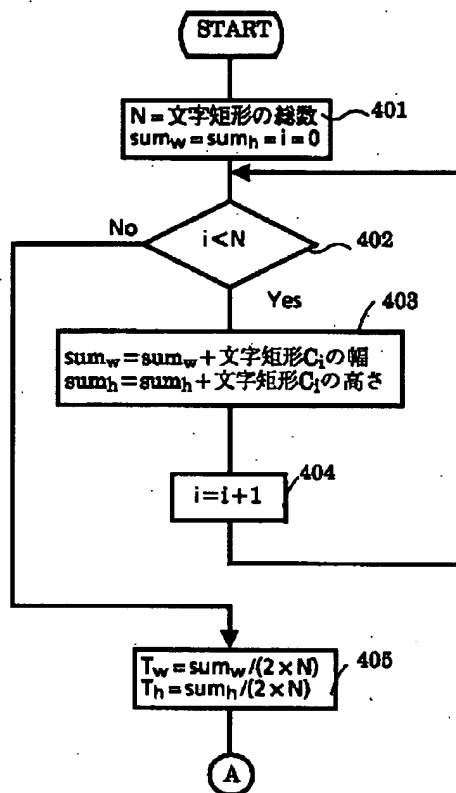 START
N=文字矩形の総数
sumw=sumh=i=0
401
i<N
No
402
Yes
403
sumw=sumw+文字矩形Ciの幅
sumh=sumh+文字矩形Ciの高さ
i=i+1
404
Tw=sumw/(2×N)
Th=sumh/(2×N)
405
A